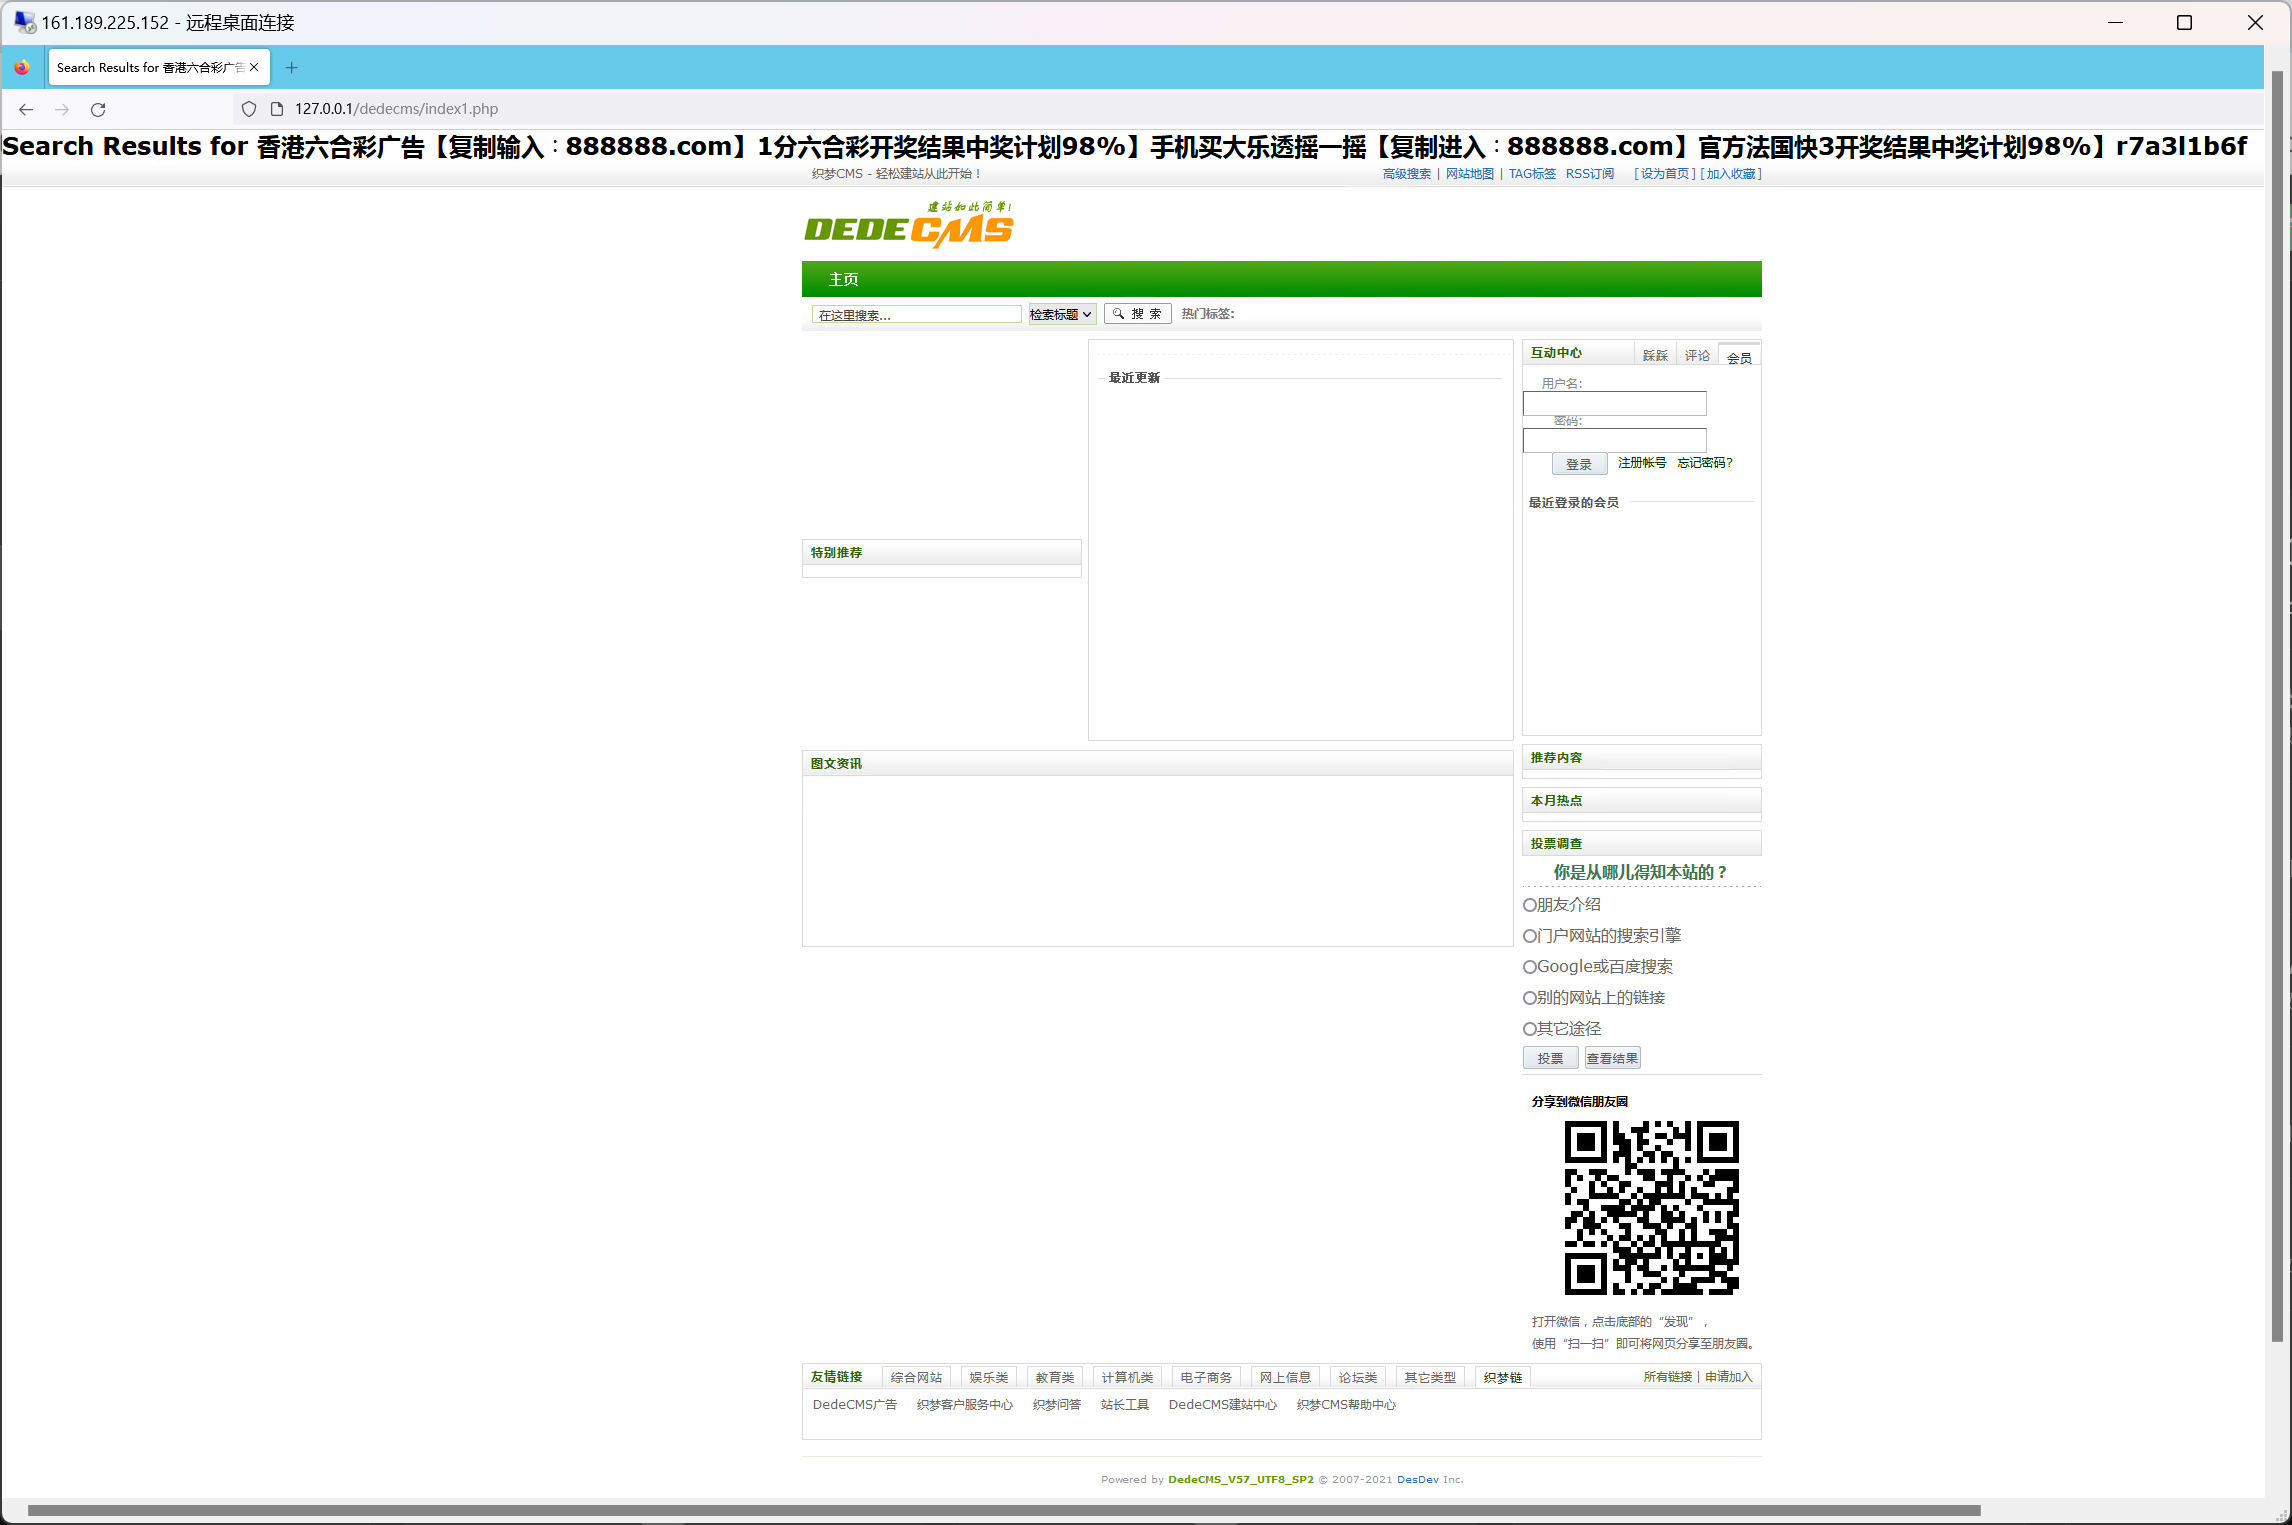 161.189.225.152 - 远程桌面连接
Search Results for 香港六合彩广告
127.0.0.1/dedecms/index1.php
Search Results for 香港六合彩广告【复制输入：888888.com】1分六合彩开奖结果中奖计划98%】手机买大乐透摇一摇【复制进入：888888.com】官方法国快3开奖结果中奖计划98%】r7a3l1b6f
织梦CMS - 轻松建站从此开始！
高级搜索 | 网站地图 | TAG标签 RSS订阅 [设为首页] [加入收藏]
建站如此简单!
DEDECMS
主页
在这里搜索... 检索标题 搜 索 热门标签:
最近更新
特别推荐
图文资讯
互动中心 踩踩 评论 会员
用户名:
密码:
登录 注册帐号 忘记密码?
最近登录的会员
推荐内容
本月热点
投票调查
你是从哪儿得知本站的？
朋友介绍
门户网站的搜索引擎
Google或百度搜索
别的网站上的链接
其它途径
投票 查看结果
分享到微信朋友圈
打开微信，点击底部的“发现”，
使用“扫一扫”即可将网页分享至朋友圈。
友情链接 综合网站 娱乐类 教育类 计算机类 电子商务 网上信息 论坛类 其它类型 织梦链 所有链接 | 申请加入
DedeCMS广告 织梦客户服务中心 织梦问答 站长工具 DedeCMS建站中心 织梦CMS帮助中心
Powered by DedeCMS_V57_UTF8_SP2 © 2007-2021 DesDev Inc.